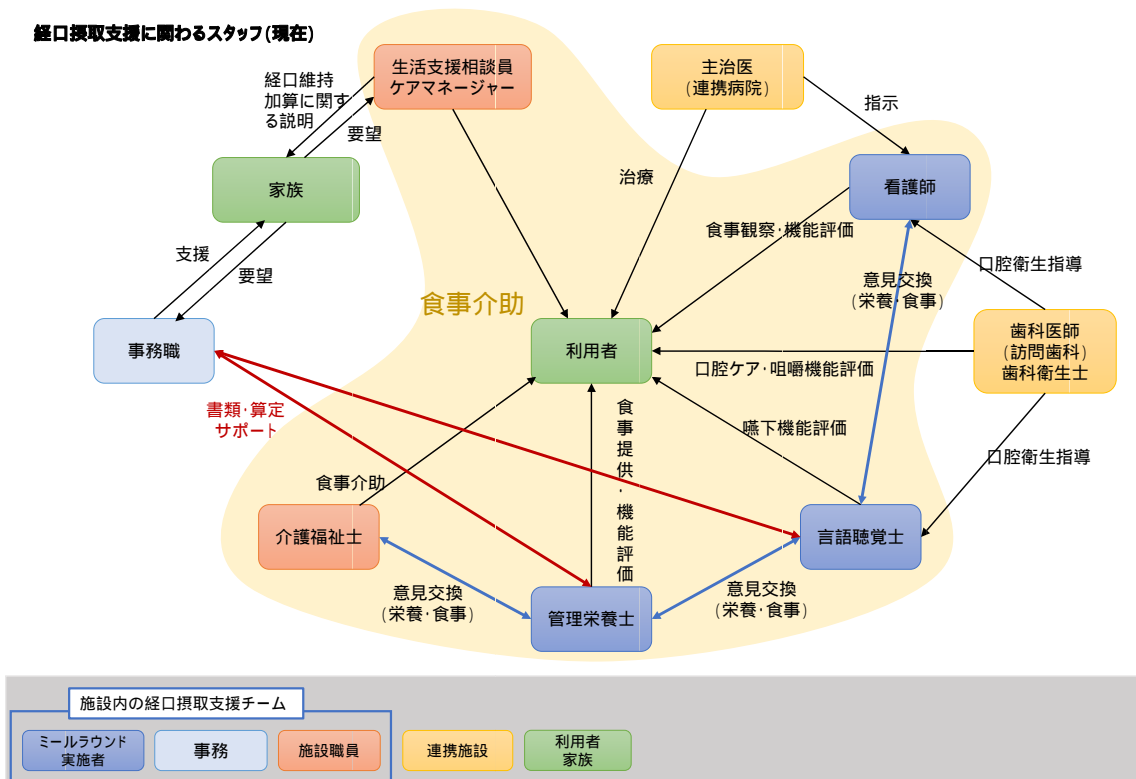 経口摂取支援に関わるスタッフ(現在)
生活支援相談員
ケアマネージャー
主治医
(連携病院)
経口維持
加算に関す
る説明
要望
指示
家族
看護師
治療
食事観察・機能評価
支援
要望
意見交換
(栄養・食事)
口腔衛生指導
食事介助
事務職
利用者
歯科医師
(訪問歯科)
歯科衛生士
口腔ケア・咀嚼機能評価
書類・算定
サポート
食事提供・機能評価
嚥下機能評価
口腔衛生指導
食事介助
介護福祉士
言語聴覚士
意見交換
(栄養・食事)
管理栄養士
意見交換
(栄養・食事)
施設内の経口摂取支援チーム
ミールラウンド
実施者
事務
施設職員
連携施設
利用者
家族